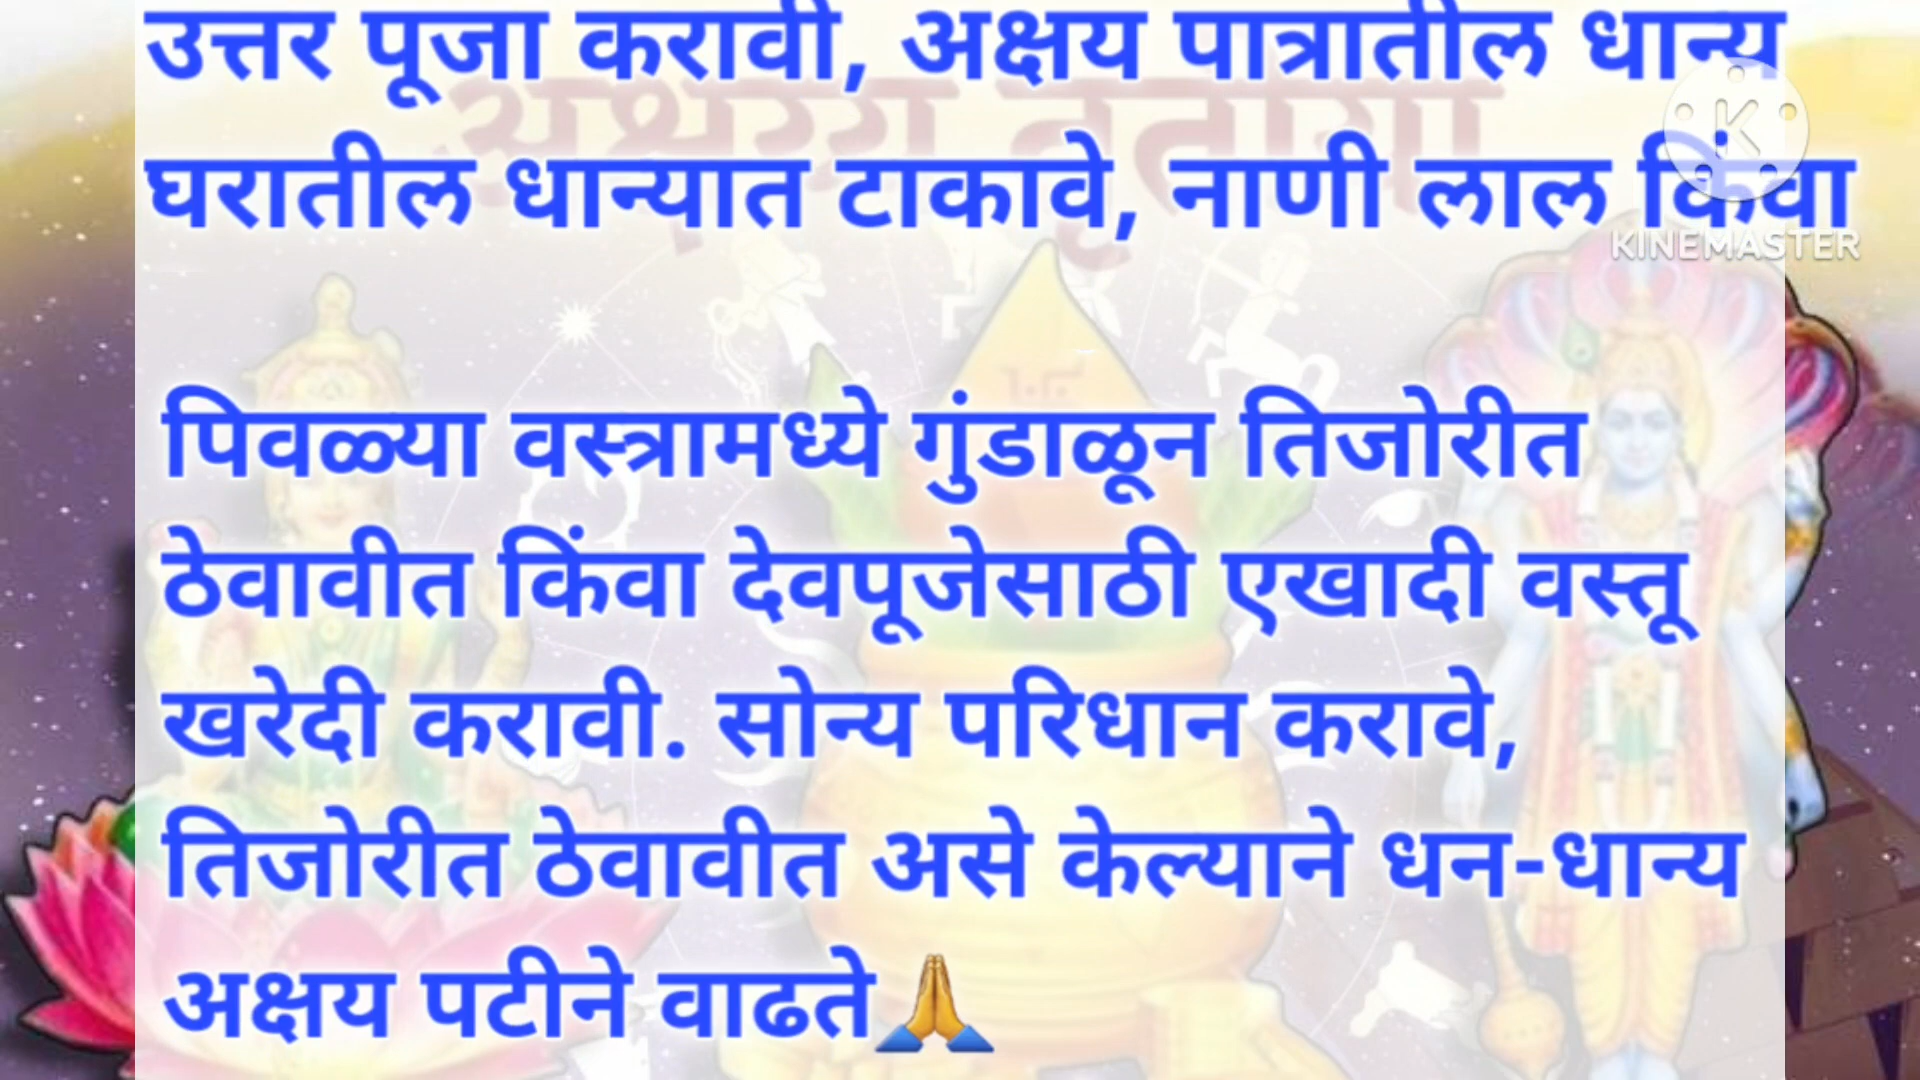 उत्तर पूजा करावी, अक्षय पात्रातील धान्य
घरातील धान्यात टाकावे, नाणी लाल किंवा
KINEMASTER
पिवळ्या वस्त्रामध्ये गुंडाळून तिजोरीत
ठेवावीत किंवा देवपूजेसाठी एखादी वस्तू
खरेदी करावी. सोन्य परिधान करावे,
तिजोरीत ठेवावीत असे केल्याने धन-धान्य
अक्षय पटीने वाढते🙏